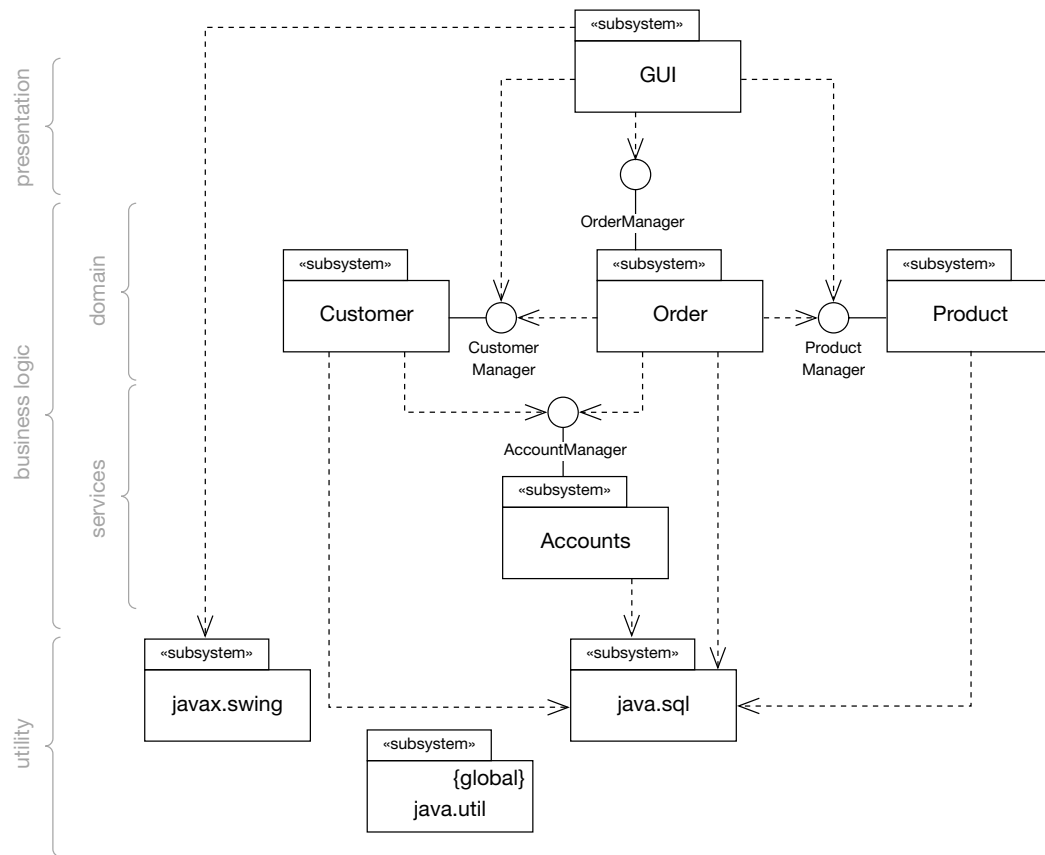 «subsystem»
GUI
presentation
OrderManager
«subsystem»
Customer
«subsystem»
Order
«subsystem»
Product
Customer
Manager
Product
Manager
domain
business logic
AccountManager
«subsystem»
Accounts
services
«subsystem»
javax.swing
«subsystem»
java.sql
«subsystem»
{global}
java.util
utility